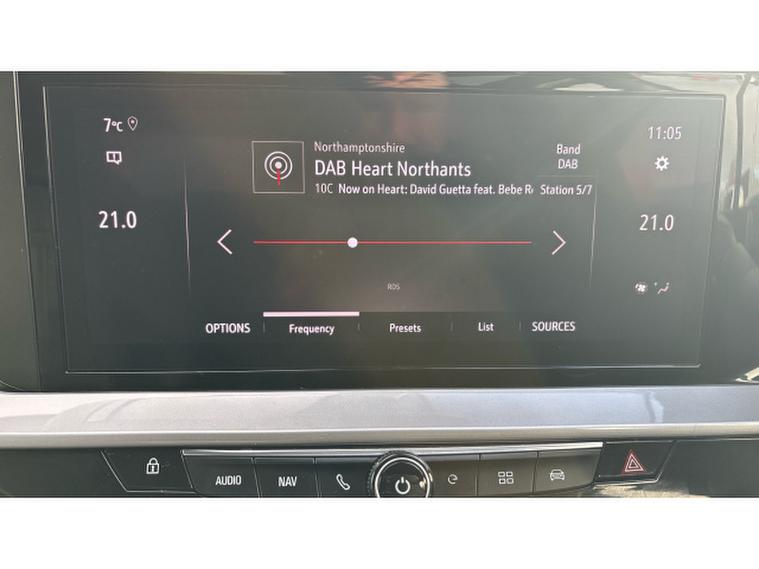 7°C
11:05
Northamptonshire
Band
DAB Heart Northants
DAB
10C Now on Heart: David Guetta feat. Bebe R
Station 5/7
21.0
21.0
RDS
OPTIONS
Frequency
Presets
List
SOURCES
AUDIO
NAV